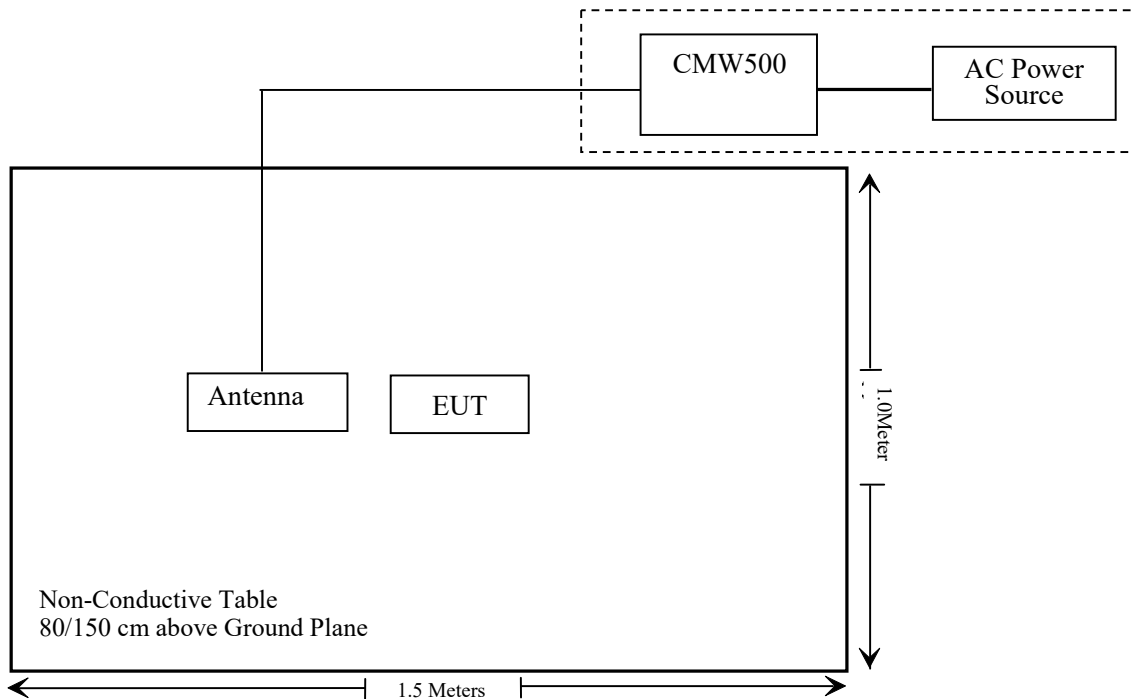 CMW500
AC Power
Source
Antenna
EUT
1.0Meter
Non-Conductive Table
80/150 cm above Ground Plane
1.5 Meters